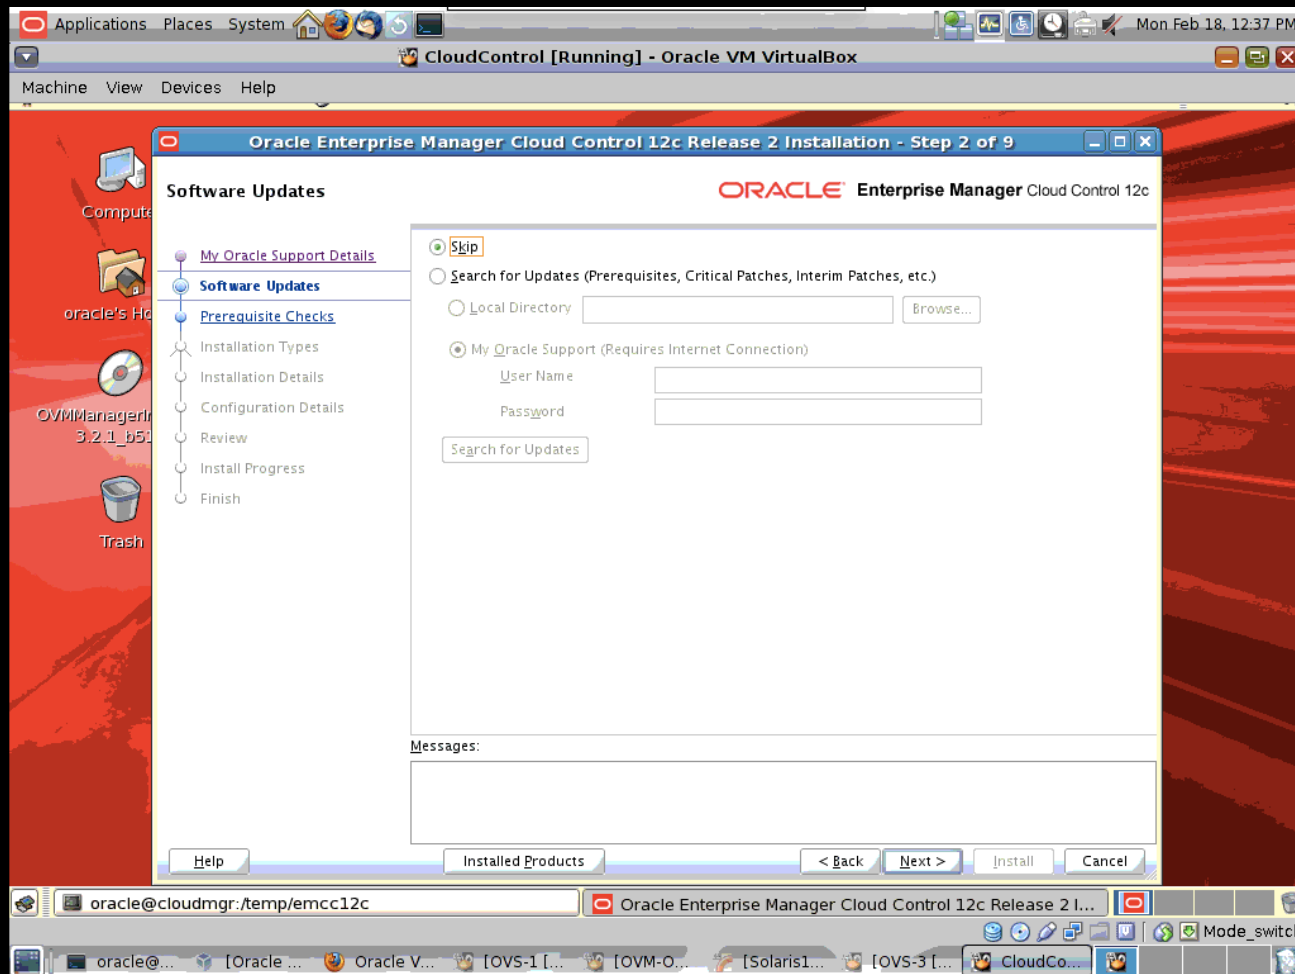 Applications Places System Mon Feb 18, 12:37 PM
CloudControl [Running] - Oracle VM VirtualBox
Machine View Devices Help
Oracle Enterprise Manager Cloud Control 12c Release 2 Installation - Step 2 of 9
Software Updates
ORACLE Enterprise Manager Cloud Control 12c
Compute
oracle's Ho
OVMManagerIn
3.2.1_b51
Trash
My Oracle Support Details
Software Updates
Prerequisite Checks
Installation Types
Installation Details
Configuration Details
Review
Install Progress
Finish
Skip
Search for Updates (Prerequisites, Critical Patches, Interim Patches, etc.)
Local Directory Browse...
My Oracle Support (Requires Internet Connection)
User Name
Password
Search for Updates
Messages:
Help Installed Products < Back Next > Install Cancel
oracle@cloudmgr:/temp/emcc12c Oracle Enterprise Manager Cloud Control 12c Release 2 I...
Mode_switch
oracle@... [Oracle ... Oracle V... [OVS-1 [... [OVM-O... [Solaris1... [OVS-3 [... CloudCo...